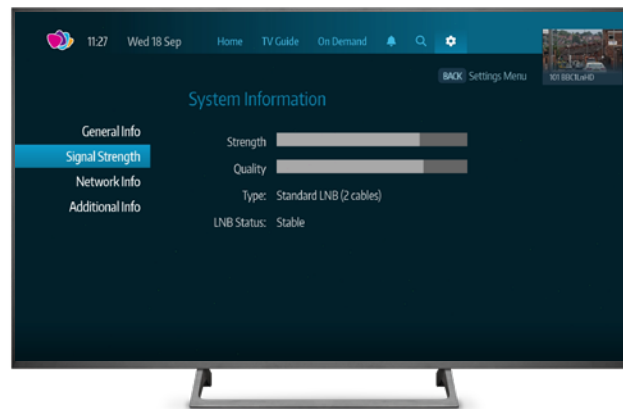 11:27 Wed 18 Sep Home TV Guide On Demand
BACK Settings Menu
101 BBC1LnHD
System Information
General Info
Signal Strength
Network Info
Additional Info
Strength
Quality
Type: Standard LNB (2 cables)
LNB Status: Stable